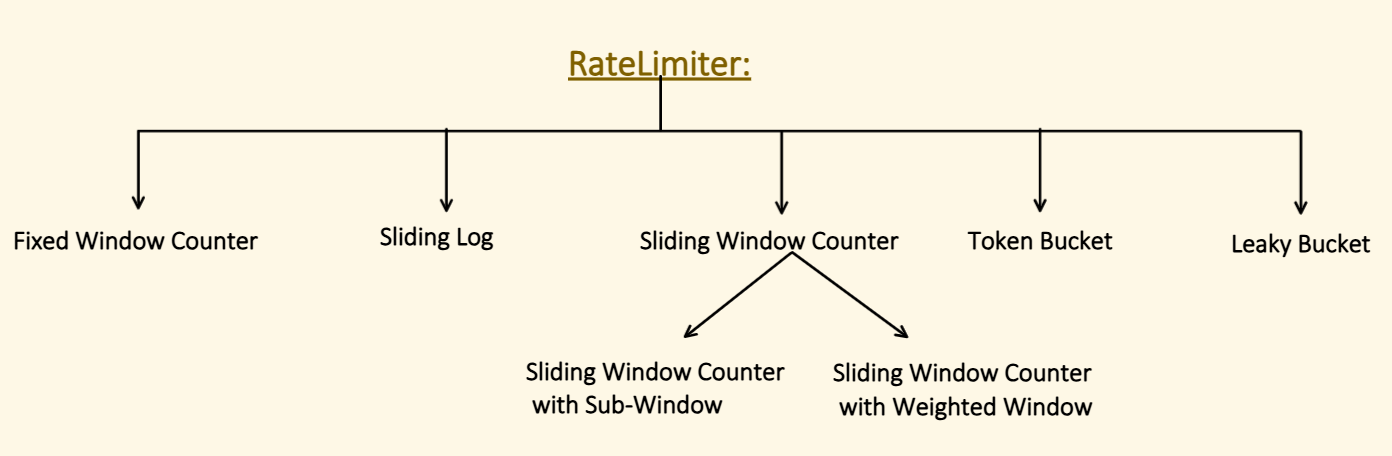 RateLimiter:
Fixed Window Counter
Sliding Log
Sliding Window Counter
Token Bucket
Leaky Bucket
Sliding Window Counter
with Sub-Window
Sliding Window Counter
with Weighted Window